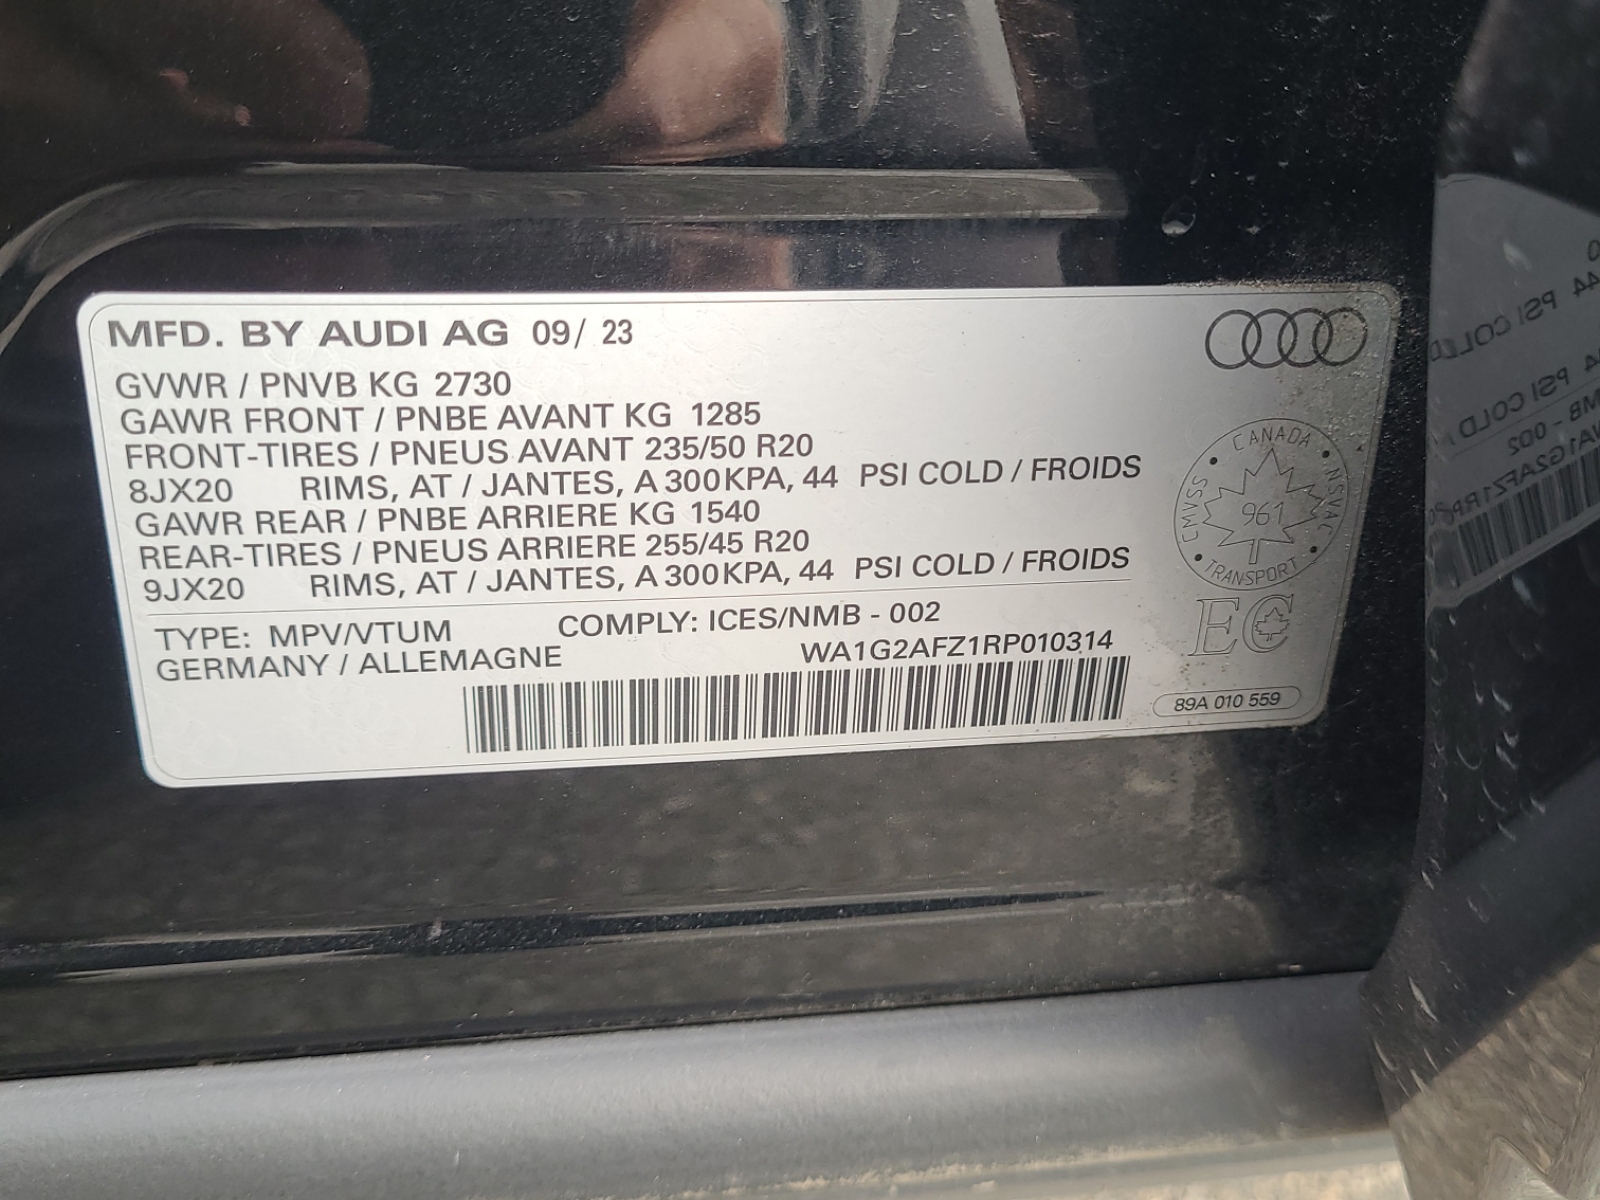 MFD. BY AUDI AG 09/ 23
GVWR / PNVB KG 2730
GAWR FRONT / PNBE AVANT KG 1285
FRONT-TIRES / PNEUS AVANT 235/50 R20
8JX20 RIMS, AT / JANTES, A 300KPA, 44 PSI COLD / FROIDS
GAWR REAR / PNBE ARRIERE KG 1540
REAR-TIRES / PNEUS ARRIERE 255/45 R20
9JX20 RIMS, AT / JANTES, A 300KPA, 44 PSI COLD / FROIDS
TYPE: MPV/VTUM COMPLY: ICES/NMB - 002
GERMANY / ALLEMAGNE WA1G2AFZ1RP010314
CANADA
CMVSS
NSVAC
961
TRANSPORT
EC
89A 010 559